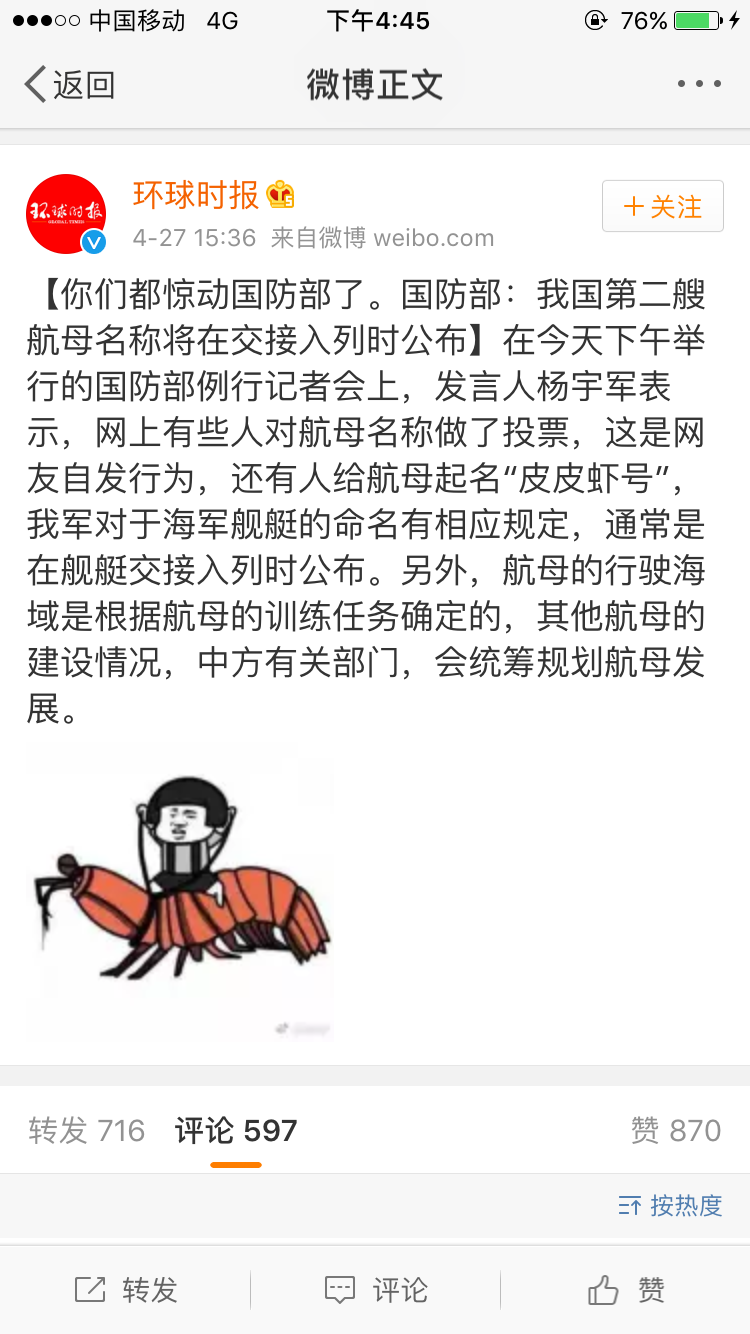 中国移动 4G 下午4:45 76%
返回 微博正文
环球时报
GLOBAL TIMES
环球时报
+关注
4-27 15:36 来自微博 weibo.com
【你们都惊动国防部了。国防部：我国第二艘
航母名称将在交接入列时公布】在今天下午举
行的国防部例行记者会上，发言人杨宇军表
示，网上有些人对航母名称做了投票，这是网
友自发行为，还有人给航母起名“皮皮虾号”，
我军对于海军舰艇的命名有相应规定，通常是
在舰艇交接入列时公布。另外，航母的行驶海
域是根据航母的训练任务确定的，其他航母的
建设情况，中方有关部门，会统筹规划航母发
展。
转发 716 评论 597 赞 870
按热度
转发 评论 赞